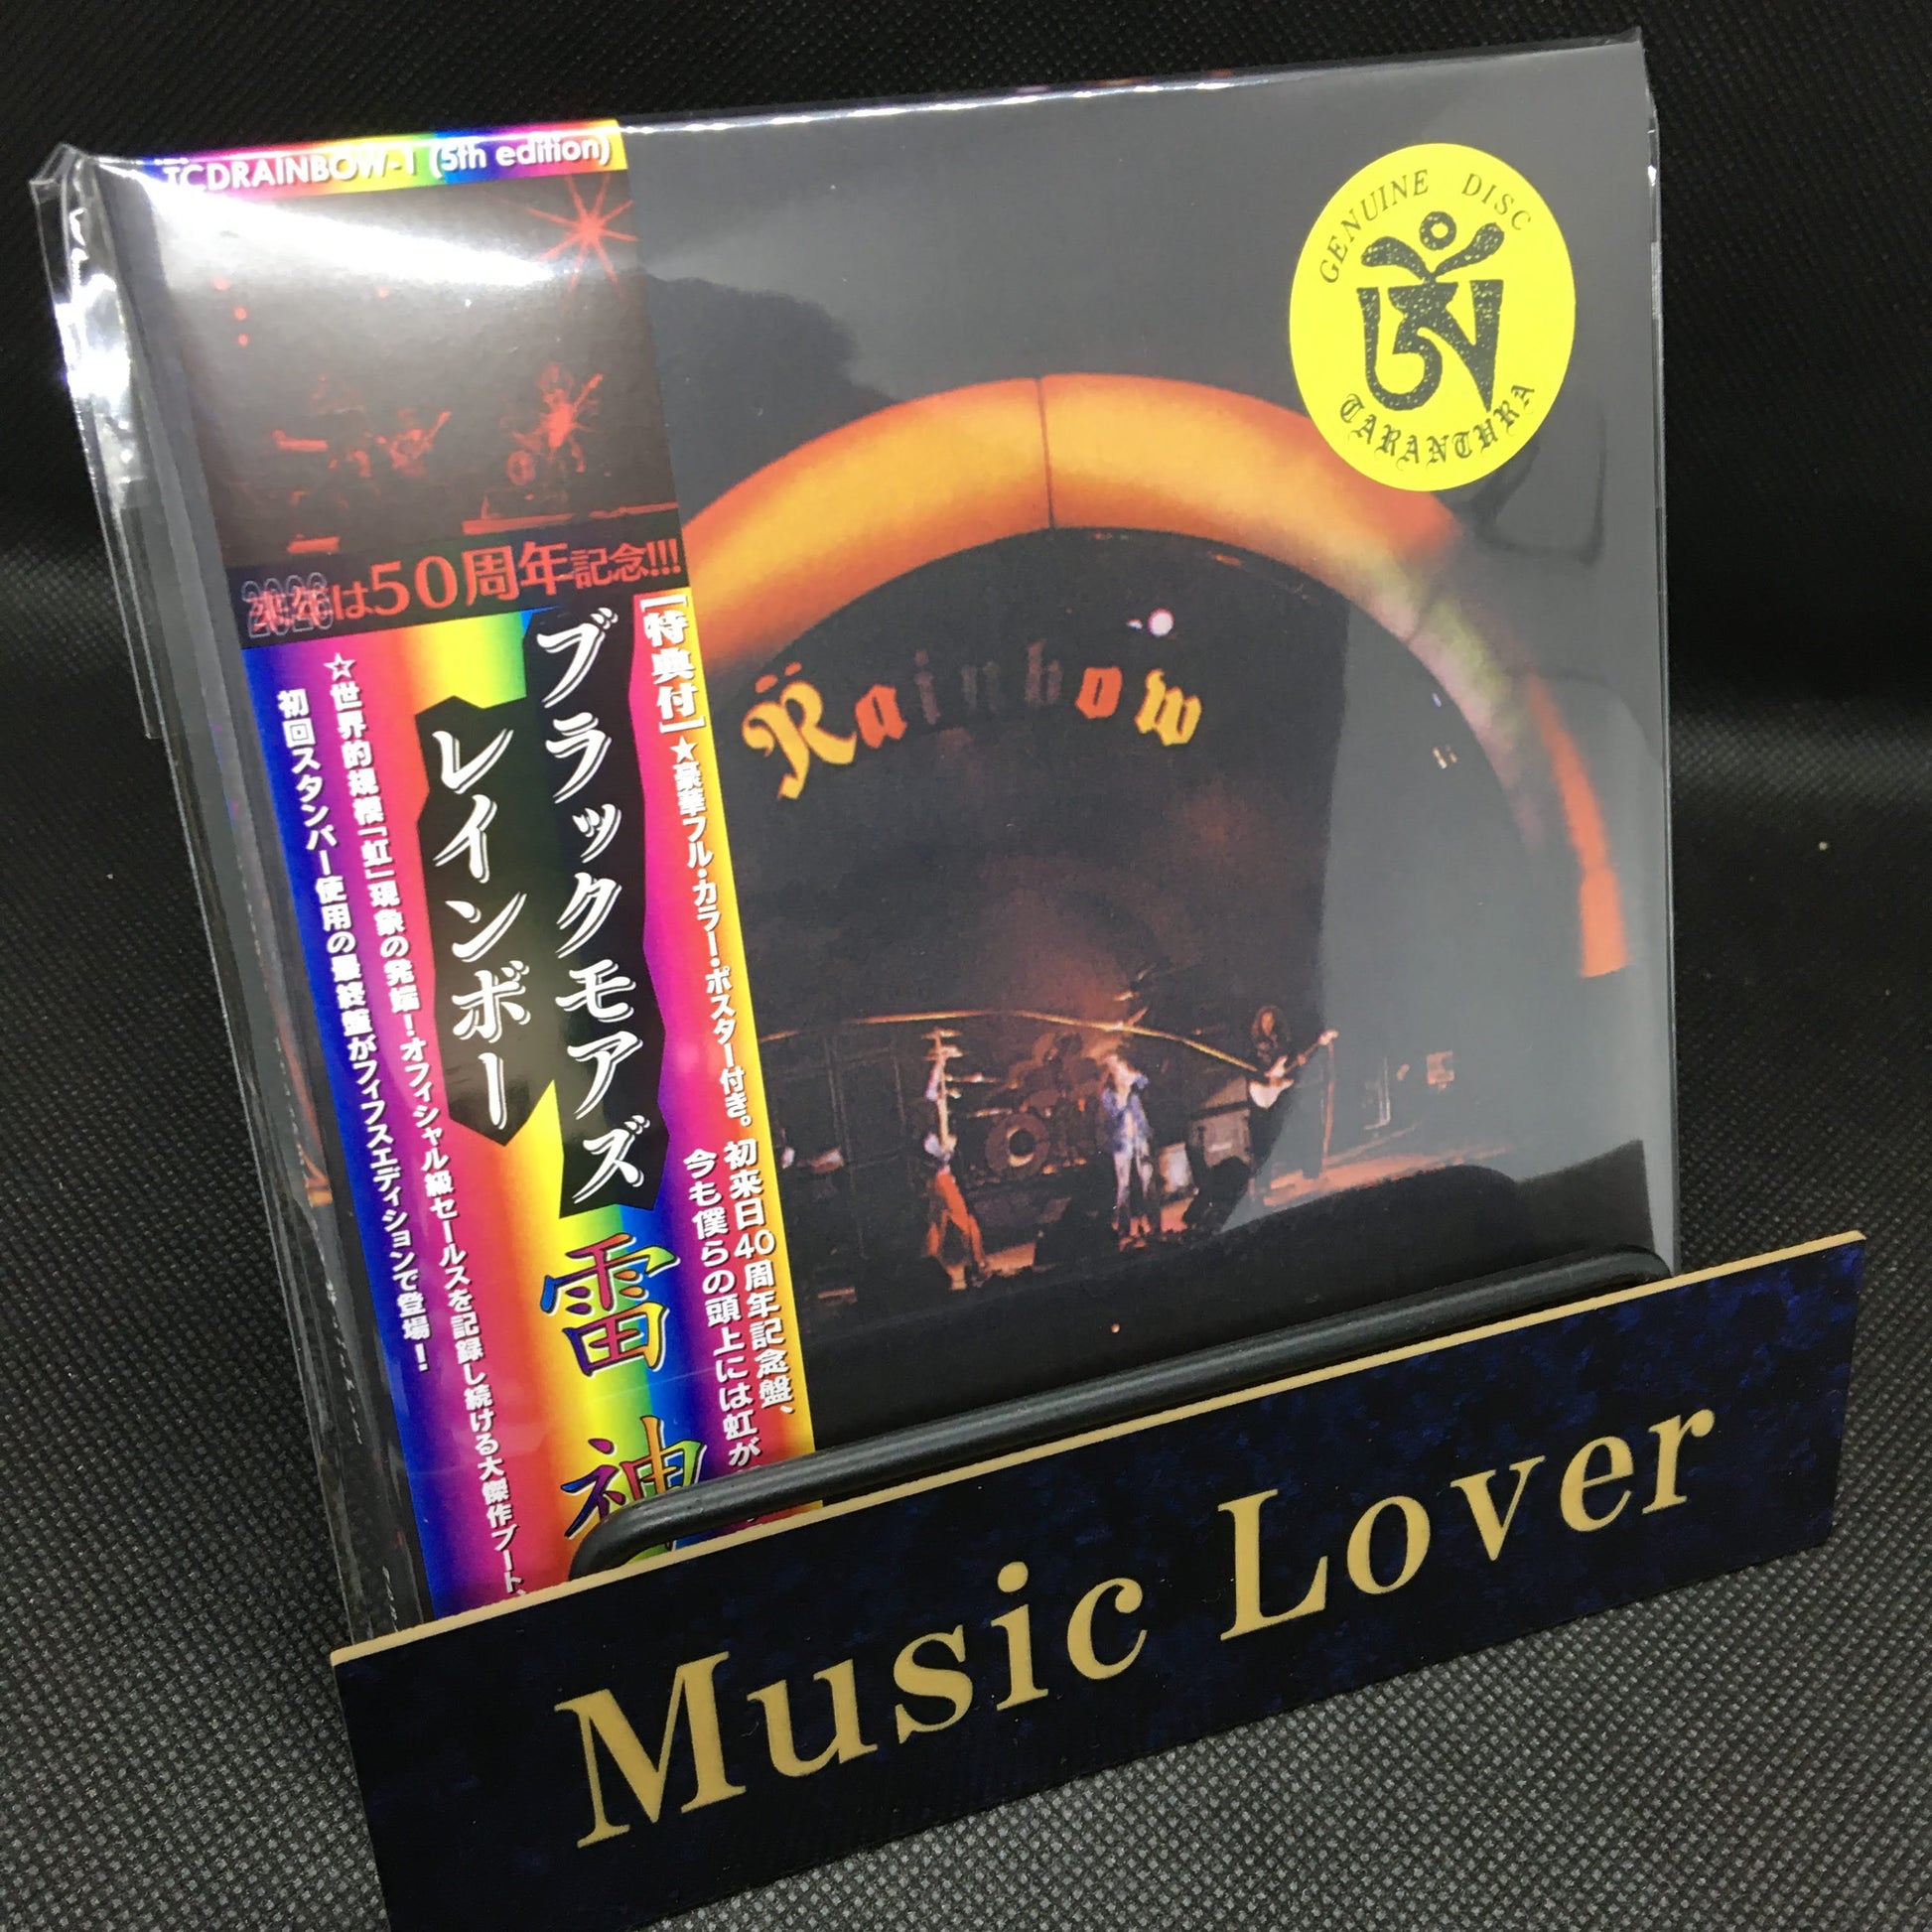 TCDRAINBOW-1 (5th edition)
は50周年記念!!!
[特典付]★豪華フル・カラー・ポスター付き。初来日40周年記念盤、
今も僕らの頭上には虹が
ブラックモアズ
レインボー
雷神
☆世界的規模「虹」現象の発端!オフィシャル級セールスを記録し続ける大傑作ブート、
初回スタンパー使用の最終盤がフィフスエディションで登場!
Rainbow
GENUINE DISC
TARANTURA
Music Lover